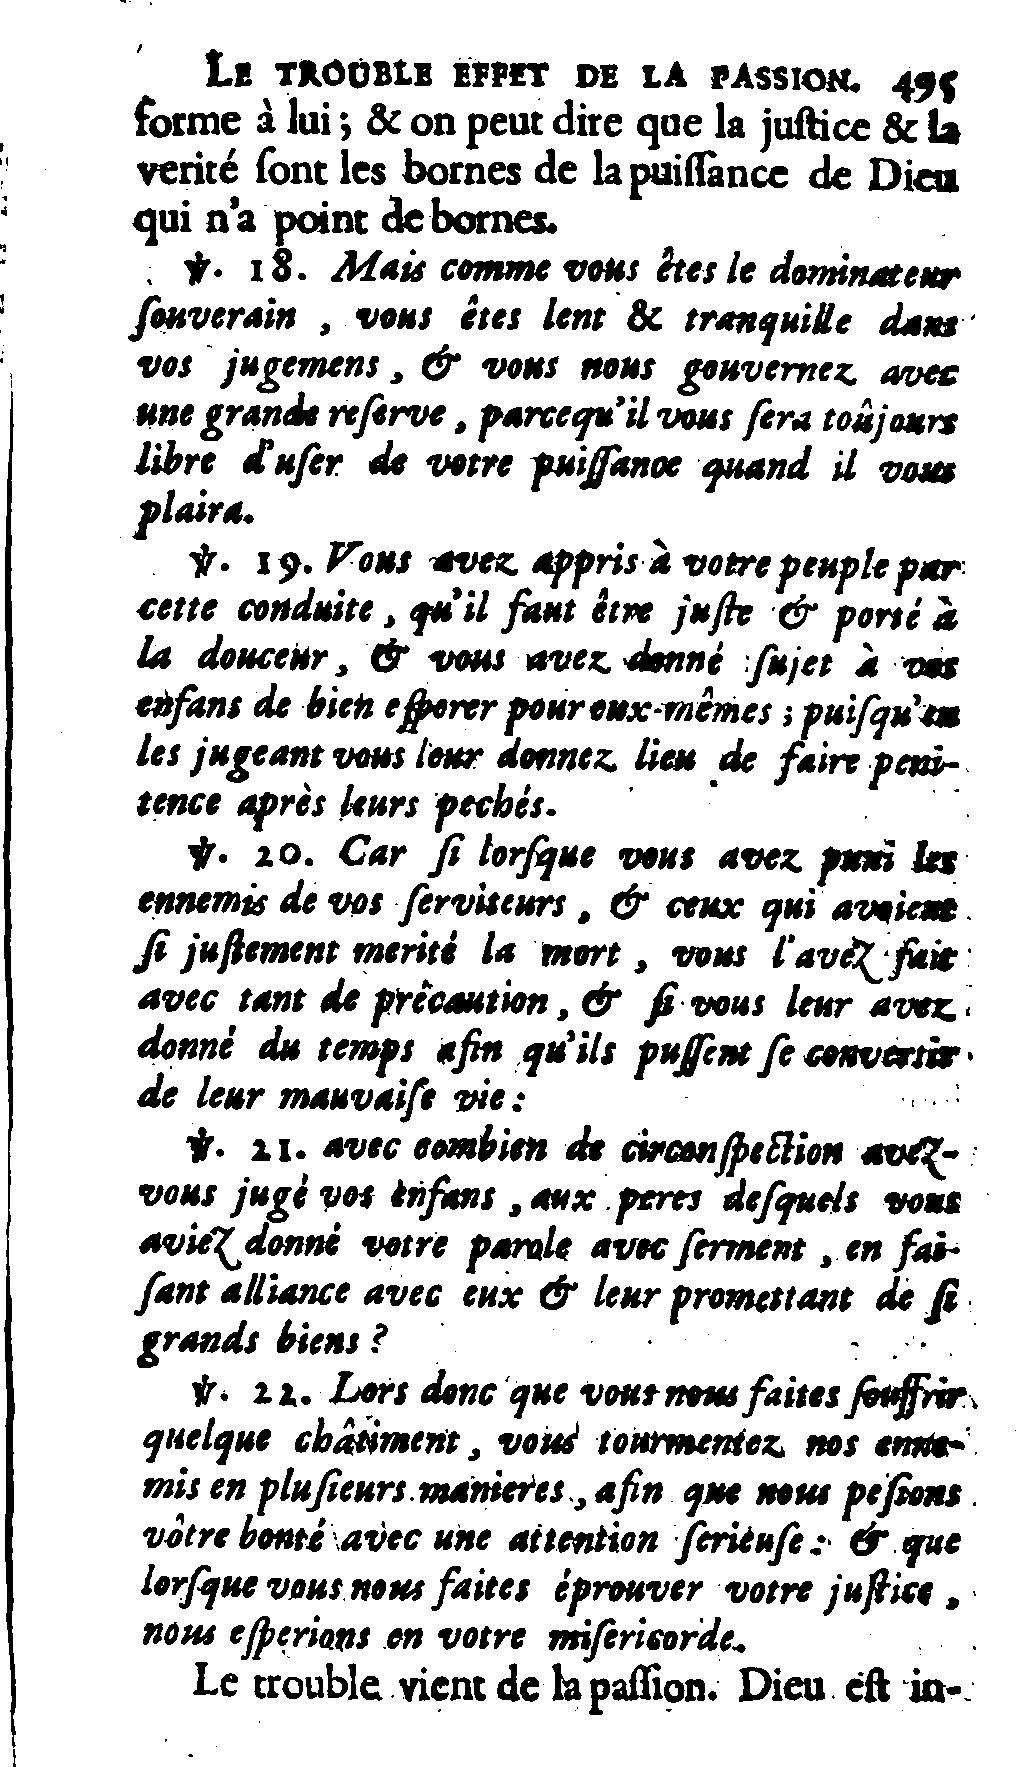 LE TROUBLE EFFET DE LA PASSION. 495
forme à lui ; & on peut dire que la juſtice & la
verité ſont les bornes de la puiſſance de Dieu
qui n'a point de bornes.
℣. 18. Mais comme vous êtes le dominateur
ſouverain , vous êtes lent & tranquille dans
vos jugemens , & vous nous gouvernez avec
une grande reſerve , parcequ'il vous ſera toûjours
libre d'uſer de votre puiſſance quand il vous
plaira.
℣. 19. Vous avez appris à votre peuple par
cette conduite , qu'il faut être juſte & porté à
la douceur , & vous avez donné ſujet à vos
enfans de bien eſperer pour eux-mêmes ; puiſqu'en
les jugeant vous leur donnez lieu de faire peni-
tence après leurs pechés.
℣. 20. Car ſi lorſque vous avez puni les
ennemis de vos ſerviteurs , & ceux qui avoient
ſi juſtement merité la mort , vous l'avez fait
avec tant de prêcaution , & ſi vous leur avez
donné du temps afin qu'ils puſſent ſe convertir
de leur mauvaiſe vie :
℣. 21. avec combien de circonſpection avez-
vous jugé vos enfans , aux peres deſquels vous
aviez donné votre parole avec ſerment , en fai-
ſant alliance avec eux & leur promettant de ſi
grands biens ?
℣. 22. Lors donc que vous nous faites ſouffrir
quelque châtiment , vous tourmentez nos enne-
mis en pluſieurs manieres , afin que nous peſions
vôtre bonté avec une attention ſerieuſe : & que
lorſque vous nous faites éprouver votre juſtice ,
nous eſperions en votre miſericorde.
Le trouble vient de la paſſion. Dieu eſt in-